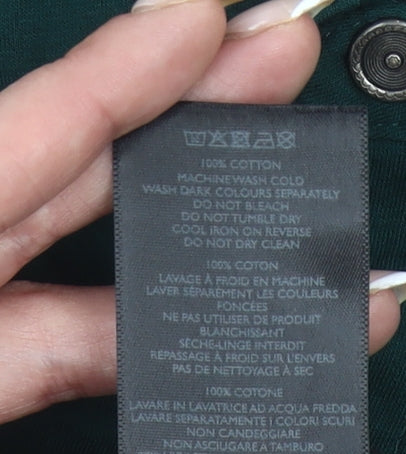 100% COTTON
MACHINE WASH COLD
WASH DARK COLOURS SEPARATELY
DO NOT BLEACH
DO NOT TUMBLE DRY
COOL IRON ON REVERSE
DO NOT DRY CLEAN
100% COTON
LAVAGE À FROID EN MACHINE
LAVER SÉPAREMENT LES COULEURS
FONCÉES
NE PAS UTILISER DE PRODUIT
BLANCHISSANT
SÈCHE-LINGE INTERDIT
REPASSAGE À FROID SUR L'ENVERS
PAS DE NETTOYAGE À SEC
100% COTONE
LAVARE IN LAVATRICE AD ACQUA FREDDA
LAVARE SEPARATAMENTE I COLORI SCURI
NON CANDEGGIARE
NON ASCIUGARE A TAMBURO